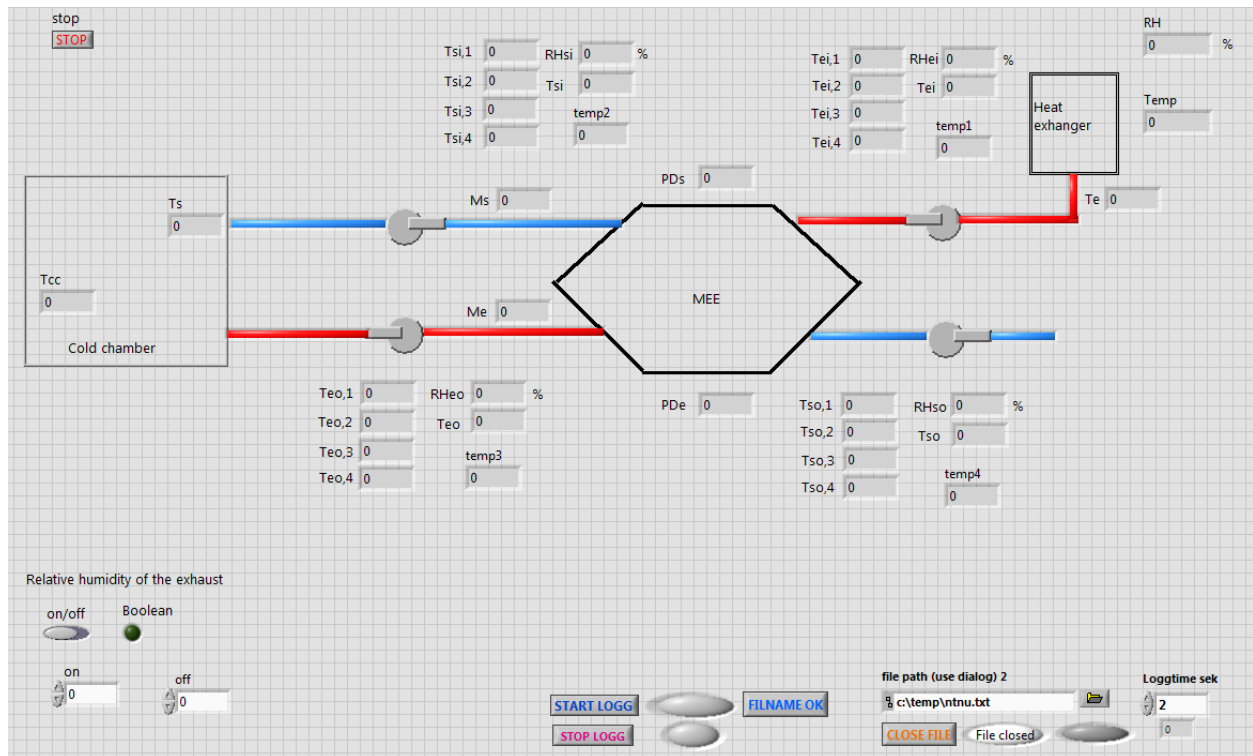 stop
STOP
RH
0 %
Tsi,1 0 RHsi 0 %
Tsi,2 0 Tsi 0
Tsi,3 0 temp2
Tsi,4 0 0
Tei,1 0 RHei 0 %
Tei,2 0 Tei 0
Tei,3 0 temp1
Tei,4 0 0
Heat
exhanger
Temp
0
PDs 0
Ts
0
Ms 0
Te 0
Tcc
0
MEE
Me 0
Cold chamber
Teo,1 0 RHeo 0 %
Teo,2 0 Teo 0
Teo,3 0 temp3
Teo,4 0 0
PDe 0
Tso,1 0 RHso 0 %
Tso,2 0 Tso 0
Tso,3 0 temp4
Tso,4 0 0
Relative humidity of the exhaust
on/off Boolean
on off
0 0
START LOGG FILNAME OK
STOP LOGG
file path (use dialog) 2
c:\temp\ntnu.txt
CLOSE FILE File closed
Loggtime sek
2
0